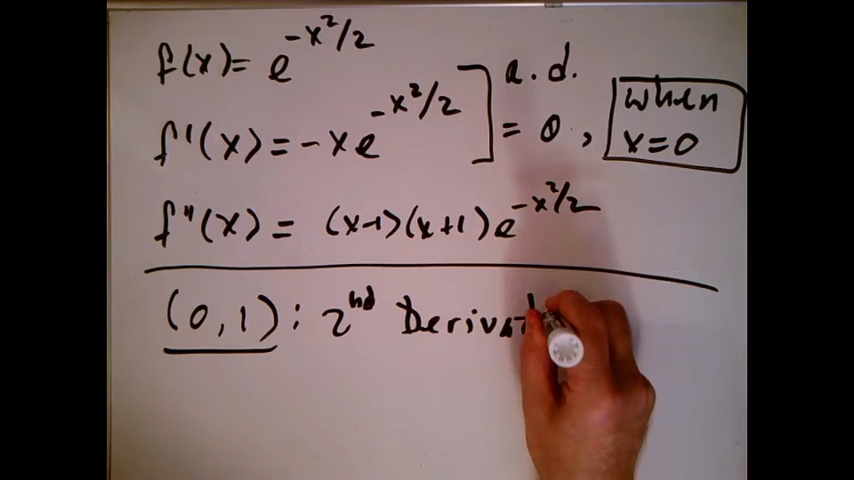 f(x)= e^{-x²/2}
f'(x) = -xe^{-x²/2} ] a.d. = 0, when x=0
f"(x) = (x-1)(x+1)e^{-x²/2}
(0,1): 2nd Derivat